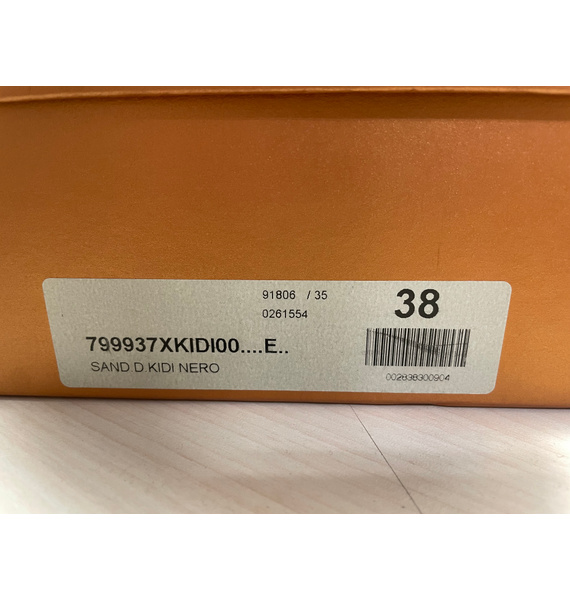 91806 / 35
0261554
38
799937XKIDI00....E..
SAND D KIDI NERO
002838300904